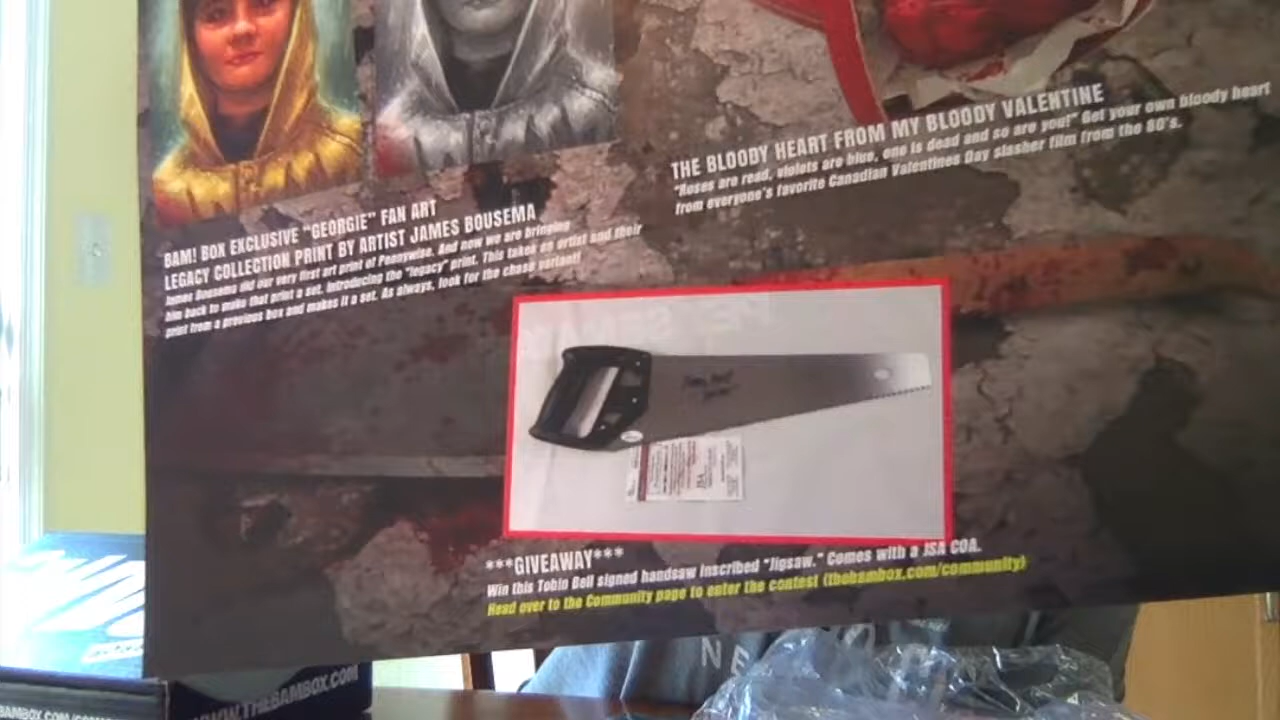 BAM! BOX EXCLUSIVE "GEORGIE" FAN ART
LEGACY COLLECTION PRINT BY ARTIST JAMES BOUSEMA
James Bousema did our very first art print of Pennywise. And now we are bringing
him back to make that print a set. Introducing the "legacy" print. This takes an artist and their
print from a previous box and makes it a set. As always, look for the chase variant!
THE BLOODY HEART FROM MY BLOODY VALENTINE
"Roses are read, violets are blue, one is dead and so are you!" Get your own bloody heart
from everyone's favorite Canadian Valentines Day slasher film from the 80's.
JSA
***GIVEAWAY***
Win this Tobin Bell signed handsaw inscribed "Jigsaw." Comes with a JSA COA.
Head over to the Community page to enter the contest (thebambox.com/community)
NE
WWW.THEBAMBOX.COM